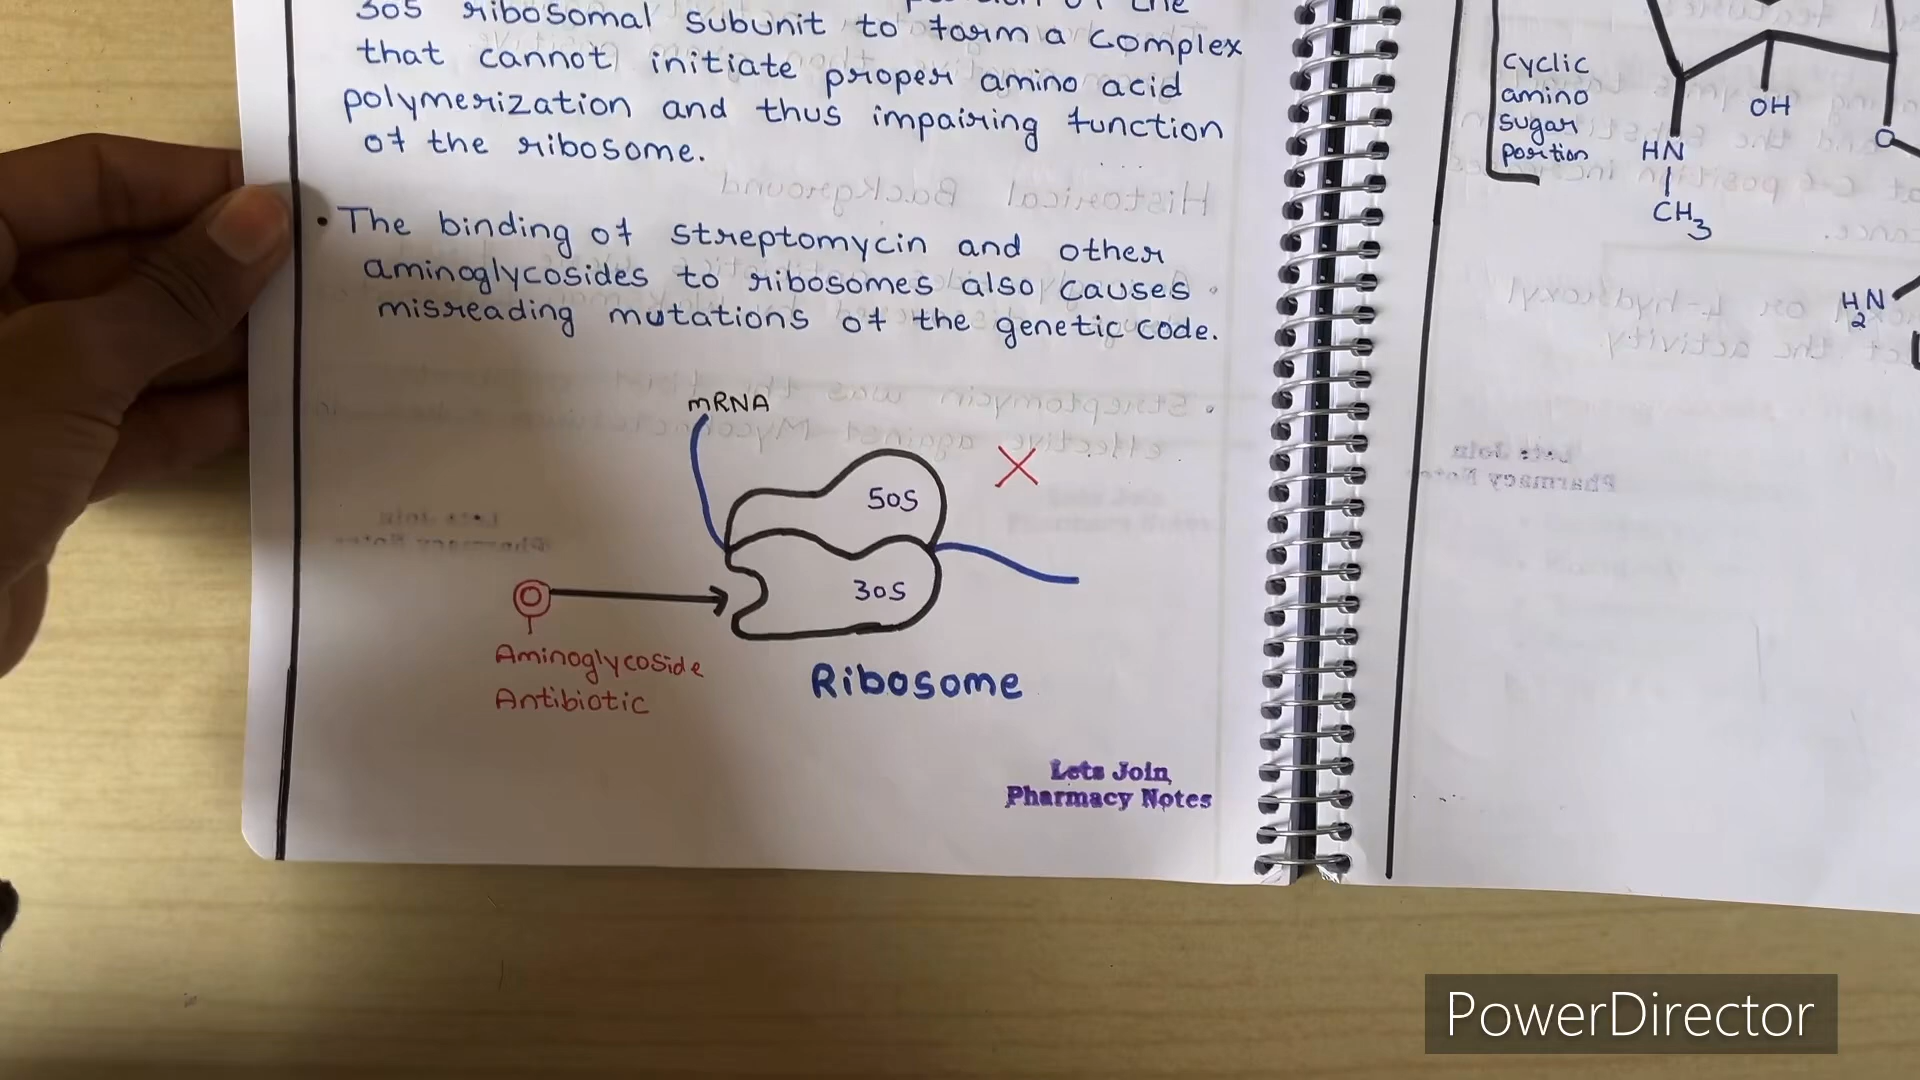 the
30S ribosomal subunit to form a complex
that cannot initiate proper amino acid
polymerization and thus impairing function
of the ribosome.
• The binding of streptomycin and other
aminoglycosides to ribosomes also causes
misreading mutations of the genetic code.
mRNA
50S
30S
Aminoglycoside
Antibiotic
Ribosome
Lets Join
Pharmacy Notes
cyclic
amino
sugar
portion
OH
HN
CH3
O
H2N
PowerDirector